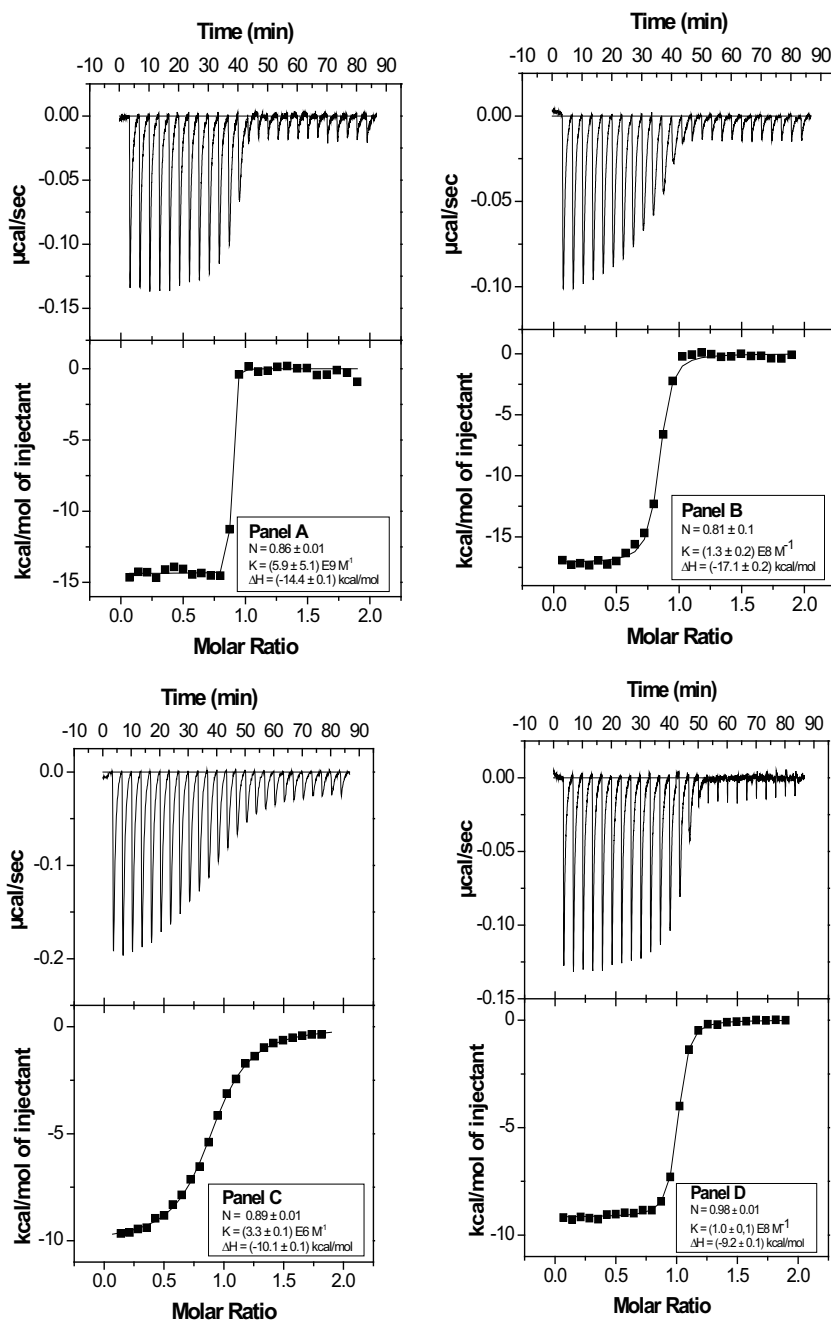 Time (min)
-10 0 10 20 30 40 50 60 70 80 90
0.00
-0.05
-0.10
-0.15
µcal/sec
0
-5
-10
-15
kcal/mol of injectant
Panel A
N = 0.86 ± 0.01
K = (5.9 ± 5.1) E9 M⁻¹
ΔH = (-14.4 ± 0.1) kcal/mol
0.0 0.5 1.0 1.5 2.0
Molar Ratio
Time (min)
-10 0 10 20 30 40 50 60 70 80 90
0.00
-0.05
-0.10
µcal/sec
0
-5
-10
-15
kcal/mol of injectant
Panel B
N = 0.81 ± 0.1
K = (1.3 ± 0.2) E8 M⁻¹
ΔH = (-17.1 ± 0.2) kcal/mol
0.0 0.5 1.0 1.5 2.0
Molar Ratio
Time (min)
-10 0 10 20 30 40 50 60 70 80 90
0.0
-0.1
-0.2
µcal/sec
0
-5
-10
kcal/mol of injectant
Panel C
N = 0.89 ± 0.01
K = (3.3 ± 0.1) E6 M⁻¹
ΔH = (-10.1 ± 0.1) kcal/mol
0.0 0.5 1.0 1.5 2.0
Molar Ratio
Time (min)
-10 0 10 20 30 40 50 60 70 80 90
0.00
-0.05
-0.10
-0.15
µcal/sec
0
-5
-10
kcal/mol of injectant
Panel D
N = 0.98 ± 0.01
K = (1.0 ± 0,1) E8 M⁻¹
ΔH = (-9.2 ± 0.1) kcal/mol
0.0 0.5 1.0 1.5 2.0
Molar Ratio